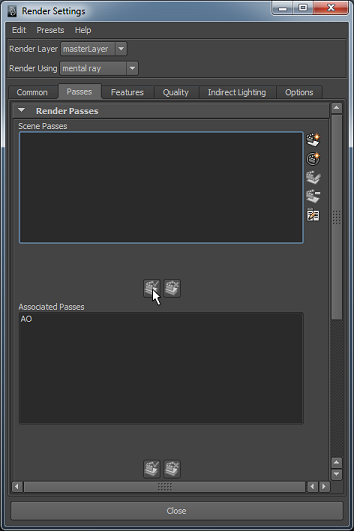 Render Settings
Edit Presets Help
Render Layer masterLayer
Render Using mental ray
Common Passes Features Quality Indirect Lighting Options
Render Passes
Scene Passes
Associated Passes
AO
Close